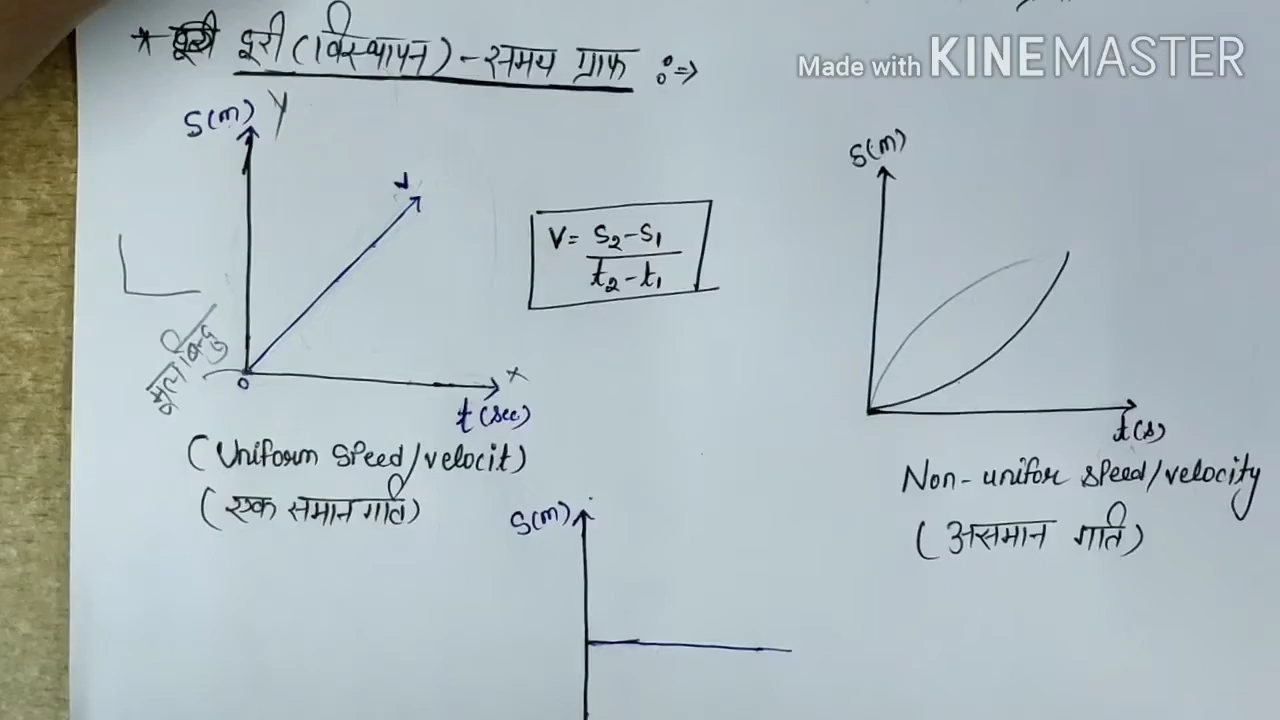 * दूरी (विस्थापन) - समय ग्राफ :⇒
Made with KINEMASTER
S(m) Y
S(m)
V = S₂-S₁
t₂-t₁
मूल बिन्दु
0
x
t (sec)
t(s)
(Uniform speed/velocit)
(एक समान गति)
Non-unifor speed/velocity
(असमान गति)
S(m)